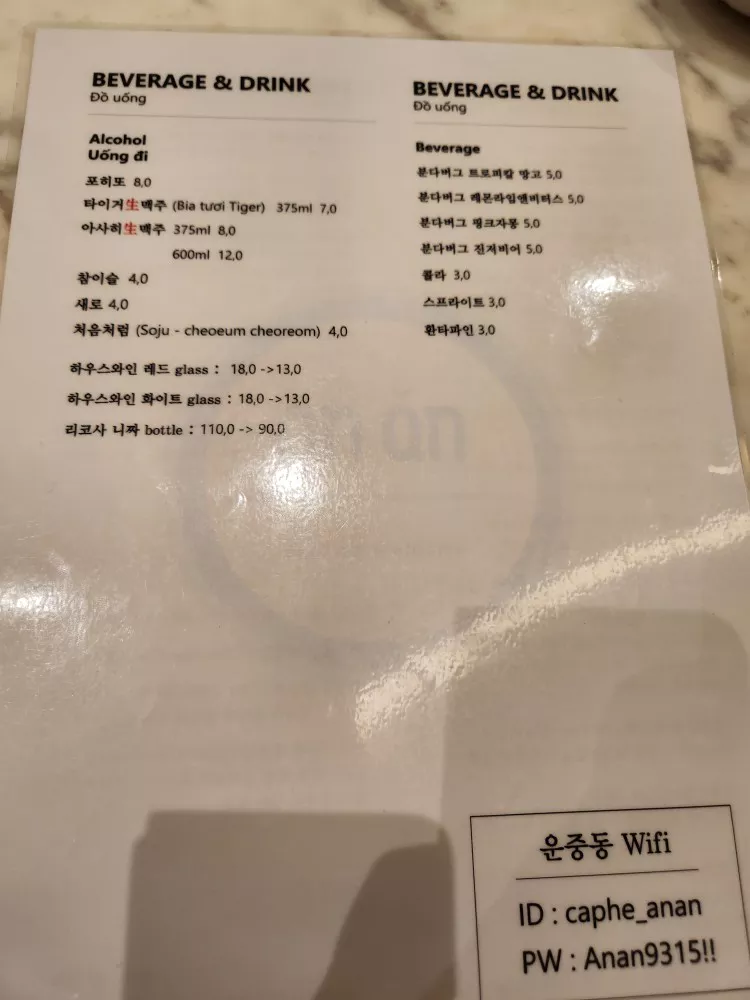 BEVERAGE & DRINK
Đồ uống
Alcohol
Uống đi
포히또 8,0
타이거生맥주 (Bia tươi Tiger) 375ml 7,0
아사히生맥주 375ml 8,0
600ml 12,0
참이슬 4,0
새로 4,0
처음처럼 (Soju - cheoeum cheoreom) 4,0
하우스와인 레드 glass : 18,0 ->13,0
하우스와인 화이트 glass : 18,0 ->13,0
리코사 니짜 bottle : 110,0 -> 90,0
BEVERAGE & DRINK
Đồ uống
Beverage
분다버그 트로피칼 망고 5,0
분다버그 레몬라임앤비터스 5,0
분다버그 핑크자몽 5,0
분다버그 진저비어 5,0
콜라 3,0
스프라이트 3,0
환타파인 3,0
운중동 Wifi
ID : caphe_anan
PW : Anan9315!!